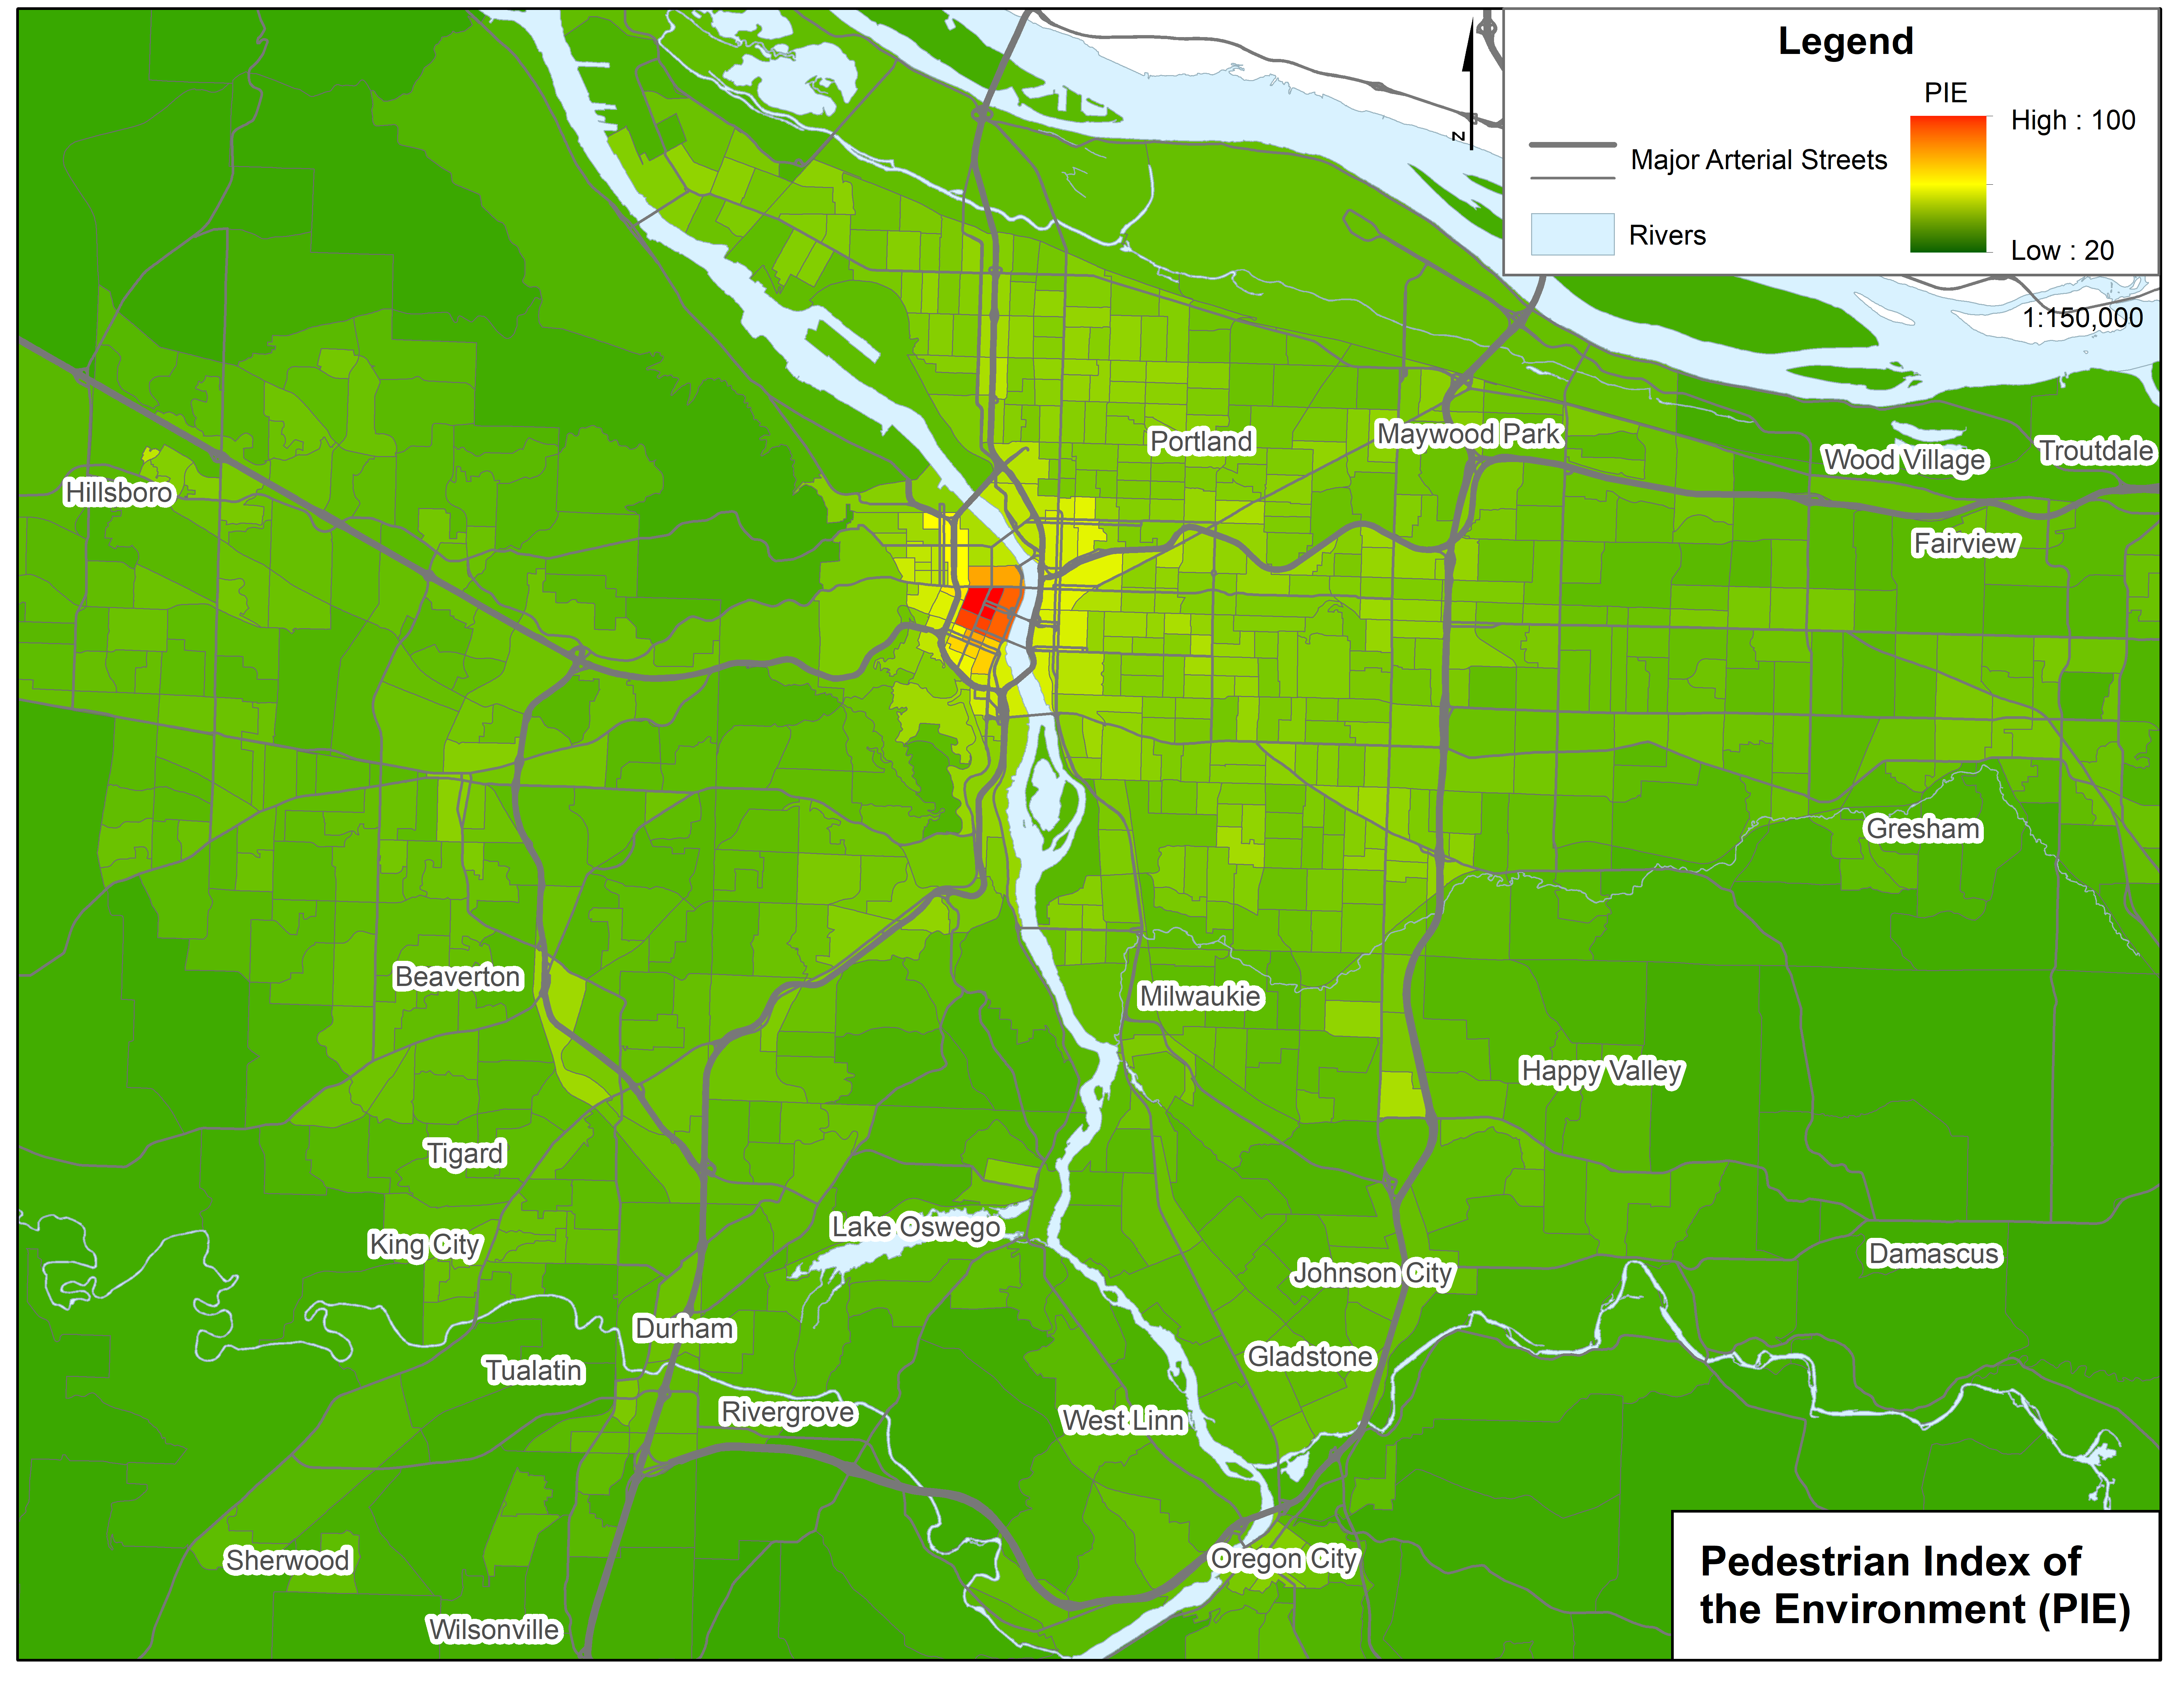 Legend
PIE
High : 100
Major Arterial Streets
Rivers
Low : 20
z
1:150,000
Portland
Maywood Park
Wood Village
Troutdale
Hillsboro
Fairview
Gresham
Beaverton
Milwaukie
Happy Valley
Tigard
Lake Oswego
King City
Damascus
Johnson City
Durham
Gladstone
Tualatin
Rivergrove
West Linn
Sherwood
Oregon City
Wilsonville
Pedestrian Index of
the Environment (PIE)